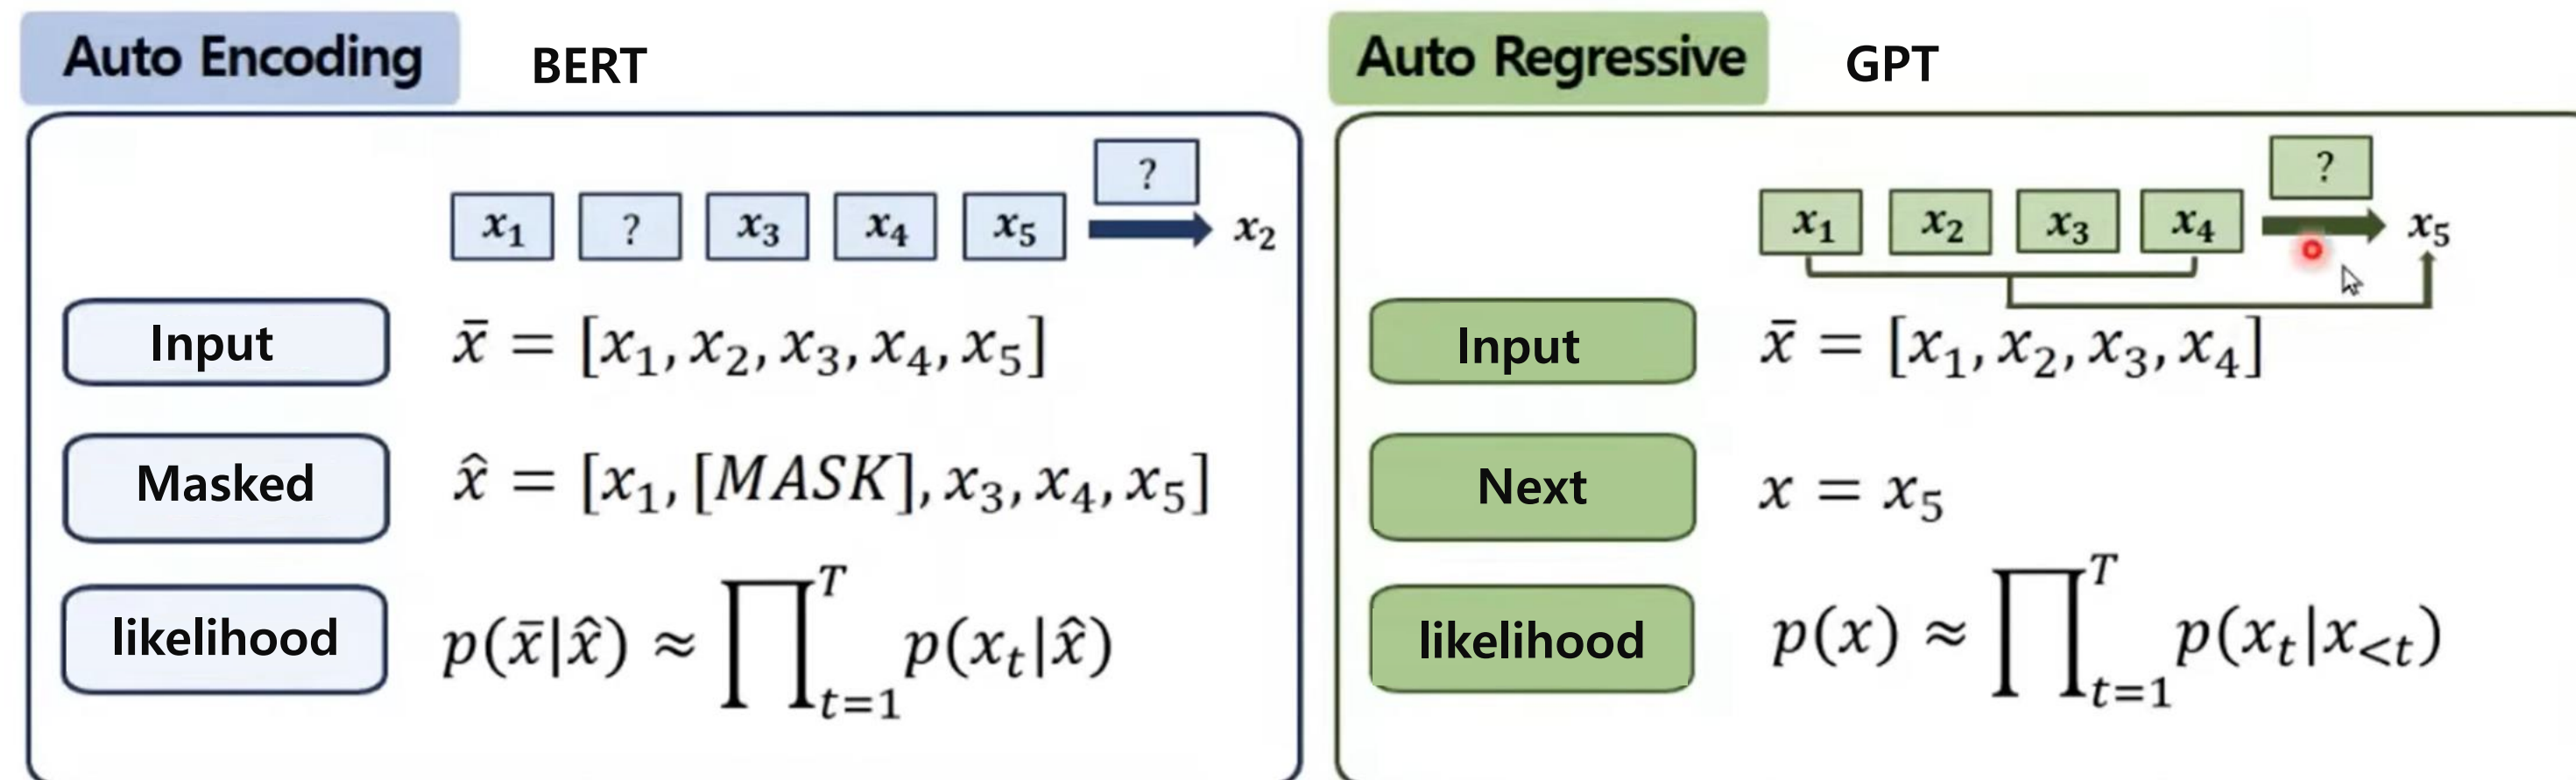 Auto Encoding BERT
?
x₁ ? x₃ x₄ x₅ x₂
Input x̄ = [x₁, x₂, x₃, x₄, x₅]
Masked x̂ = [x₁, [MASK], x₃, x₄, x₅]
likelihood p(x̄|x̂) ≈ ∏ᵀₜ₌₁ p(xₜ|x̂)
Auto Regressive GPT
?
x₁ x₂ x₃ x₄ x₅
Input x̄ = [x₁, x₂, x₃, x₄]
Next x = x₅
likelihood p(x) ≈ ∏ᵀₜ₌₁ p(xₜ|x<ₜ)